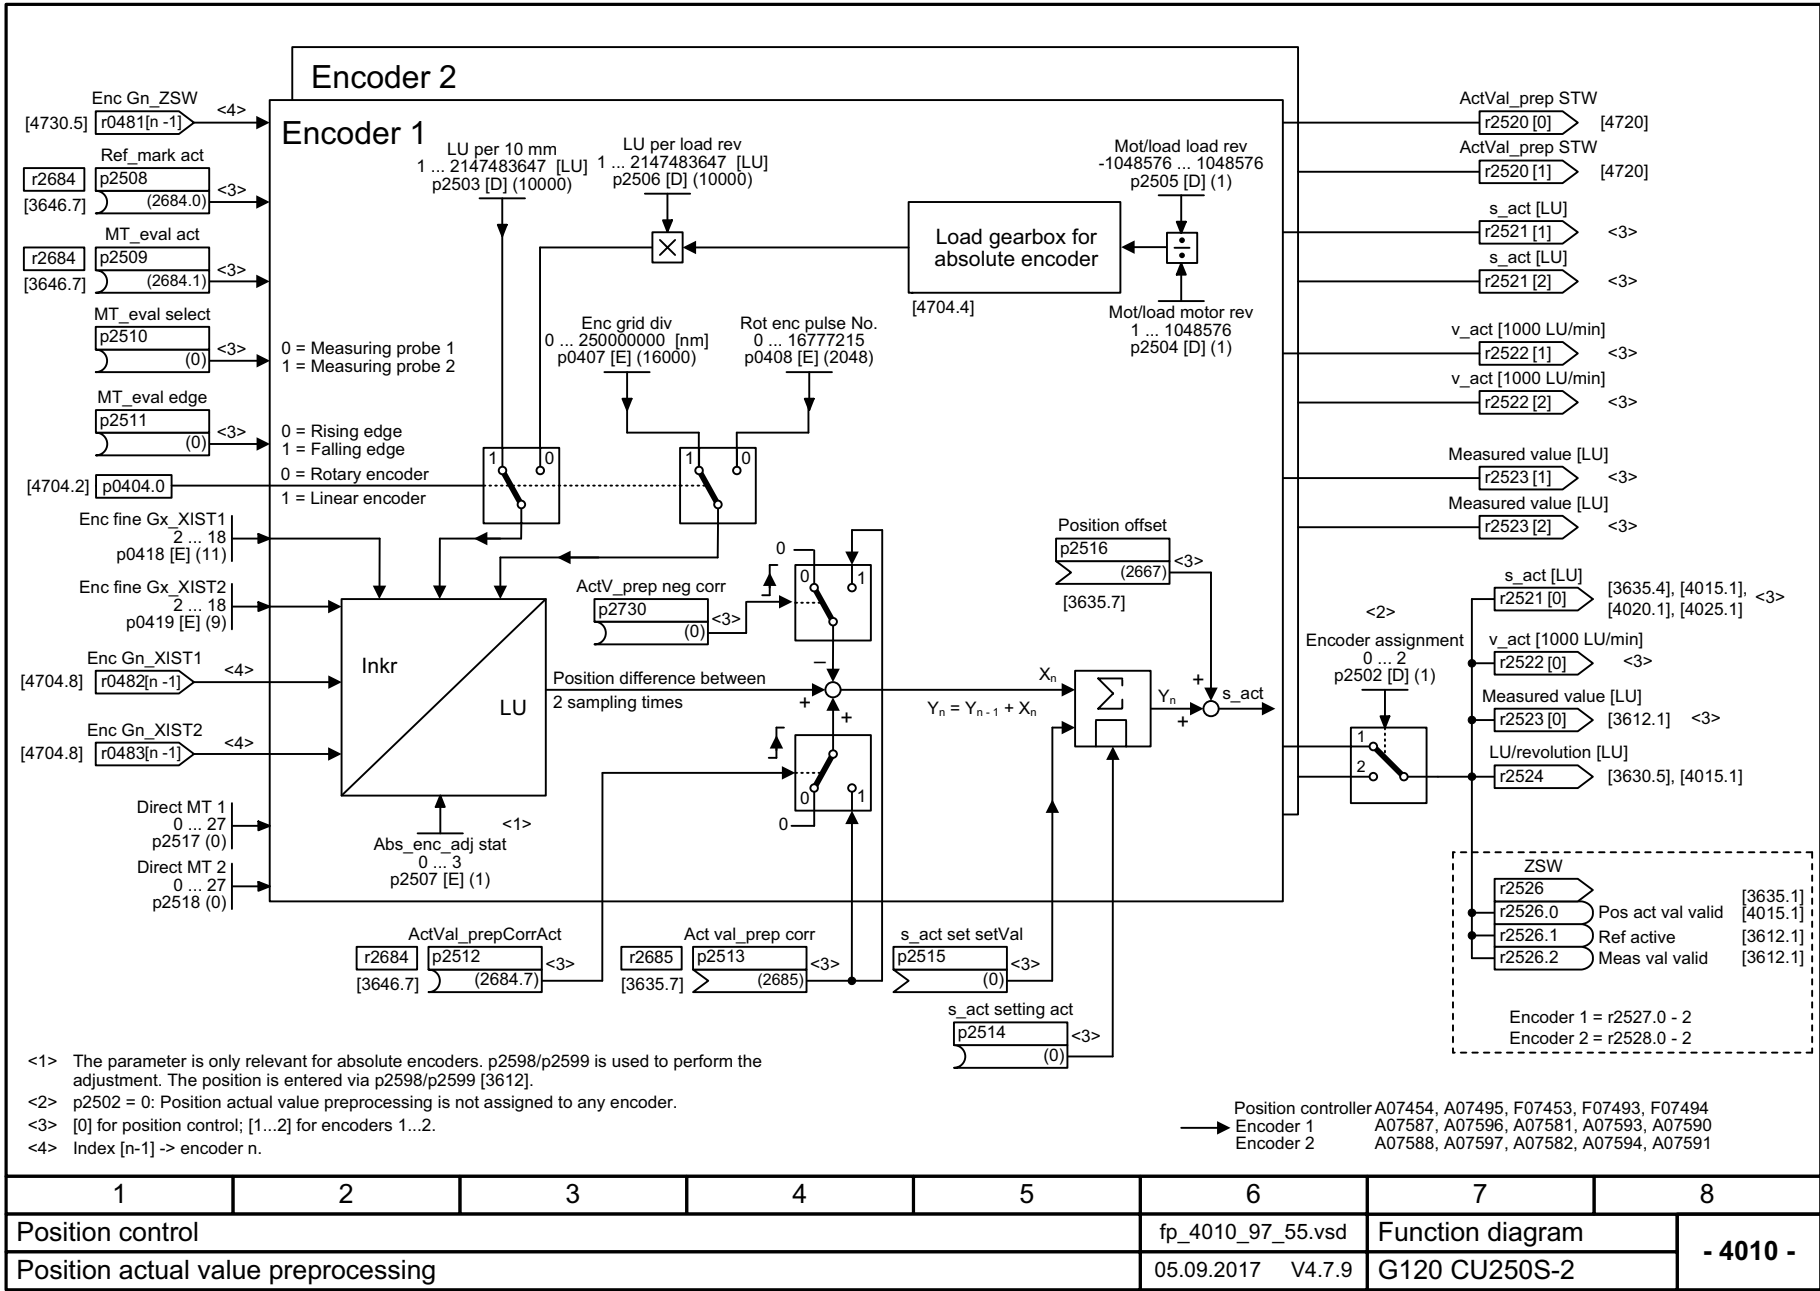 Encoder 2
Encoder 1
Enc Gn_ZSW
<4>
[4730.5]
r0481[n -1]
Ref_mark act
r2684
p2508
(2684.0)
<3>
[3646.7]
MT_eval act
r2684
p2509
(2684.1)
<3>
[3646.7]
MT_eval select
p2510
(0)
<3>
0 = Measuring probe 1
1 = Measuring probe 2
MT_eval edge
p2511
(0)
<3>
0 = Rising edge
1 = Falling edge
[4704.2]
p0404.0
0 = Rotary encoder
1 = Linear encoder
Enc fine Gx_XIST1
2 ... 18
p0418 [E] (11)
Enc fine Gx_XIST2
2 ... 18
p0419 [E] (9)
Enc Gn_XIST1
<4>
[4704.8]
r0482[n -1]
Enc Gn_XIST2
<4>
[4704.8]
r0483[n -1]
Direct MT 1
0 ... 27
p2517 (0)
Direct MT 2
0 ... 27
p2518 (0)
LU per 10 mm
1 ... 2147483647 [LU]
p2503 [D] (10000)
LU per load rev
1 ... 2147483647 [LU]
p2506 [D] (10000)
×
Load gearbox for
absolute encoder
[4704.4]
Mot/load load rev
-1048576 ... 1048576
p2505 [D] (1)
÷
Mot/load motor rev
1 ... 1048576
p2504 [D] (1)
Enc grid div
0 ... 250000000 [nm]
p0407 [E] (16000)
Rot enc pulse No.
0 ... 16777215
p0408 [E] (2048)
1
0
1
0
Inkr
LU
<1>
Abs_enc_adj stat
0 ... 3
p2507 [E] (1)
ActV_prep neg corr
p2730
(0)
<3>
0
0
1
Position difference between
2 sampling times
–
+
+
0
1
0
Xn
Yn = Yn - 1 + Xn
Σ
Yn
+
+
s_act
Position offset
p2516
(2667)
<3>
[3635.7]
ActVal_prepCorrAct
r2684
p2512
(2684.7)
<3>
[3646.7]
Act val_prep corr
r2685
p2513
(2685)
<3>
[3635.7]
s_act set setVal
p2515
(0)
<3>
s_act setting act
p2514
(0)
<3>
<2>
Encoder assignment
0 ... 2
p2502 [D] (1)
1
2
ActVal_prep STW
r2520 [0]
[4720]
ActVal_prep STW
r2520 [1]
[4720]
s_act [LU]
r2521 [1]
<3>
s_act [LU]
r2521 [2]
<3>
v_act [1000 LU/min]
r2522 [1]
<3>
v_act [1000 LU/min]
r2522 [2]
<3>
Measured value [LU]
r2523 [1]
<3>
Measured value [LU]
r2523 [2]
<3>
s_act [LU]
r2521 [0]
[3635.4], [4015.1],
[4020.1], [4025.1]
<3>
v_act [1000 LU/min]
r2522 [0]
<3>
Measured value [LU]
r2523 [0]
[3612.1] <3>
LU/revolution [LU]
r2524
[3630.5], [4015.1]
ZSW
r2526
[3635.1]
r2526.0
Pos act val valid
[4015.1]
r2526.1
Ref active
[3612.1]
r2526.2
Meas val valid
[3612.1]
Encoder 1 = r2527.0 - 2
Encoder 2 = r2528.0 - 2
<1> The parameter is only relevant for absolute encoders. p2598/p2599 is used to perform the
adjustment. The position is entered via p2598/p2599 [3612].
<2> p2502 = 0: Position actual value preprocessing is not assigned to any encoder.
<3> [0] for position control; [1...2] for encoders 1...2.
<4> Index [n-1] -> encoder n.
Position controller A07454, A07495, F07453, F07493, F07494
Encoder 1 A07587, A07596, A07581, A07593, A07590
Encoder 2 A07588, A07597, A07582, A07594, A07591
1 2 3 4 5 6 7 8
Position control
fp_4010_97_55.vsd
Function diagram
- 4010 -
Position actual value preprocessing
05.09.2017 V4.7.9
G120 CU250S-2